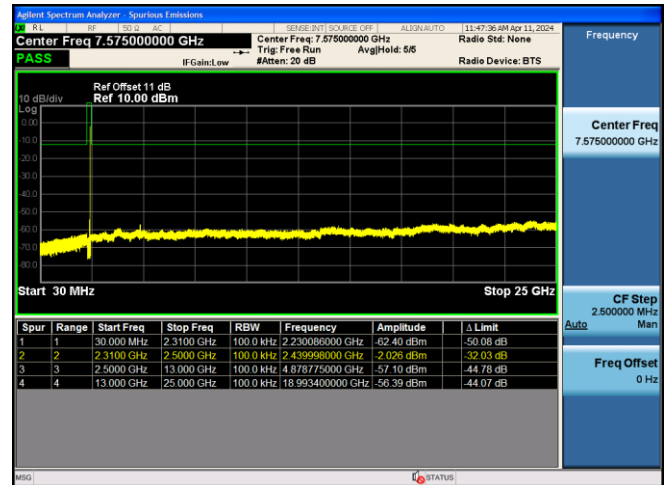 Agilent Spectrum Analyzer - Spurious Emissions
RL RF 50 Ω AC SENSE:INT SOURCE OFF ALIGNAUTO 11:47:36 AM Apr 11, 2024
Center Freq 7.575000000 GHz Center Freq: 7.575000000 GHz Radio Std: None
Trig: Free Run Avg|Hold: 5/5
PASS IFGain:Low #Atten: 20 dB Radio Device: BTS
Frequency
Ref Offset 11 dB
10 dB/div Ref 10.00 dBm
Log
0.00
-10.0
-20.0
-30.0
-40.0
-50.0
-60.0
-70.0
-80.0
Start 30 MHz Stop 25 GHz
Center Freq
7.575000000 GHz
CF Step
2.500000 MHz
Auto Man
Freq Offset
0 Hz
Spur Range Start Freq Stop Freq RBW Frequency Amplitude Δ Limit
1 1 30.000 MHz 2.3100 GHz 100.0 kHz 2.230086000 GHz -62.40 dBm -50.08 dB
2 2 2.3100 GHz 2.5000 GHz 100.0 kHz 2.439998000 GHz -2.026 dBm -32.03 dB
3 3 2.5000 GHz 13.000 GHz 100.0 kHz 4.878775000 GHz -57.10 dBm -44.78 dB
4 4 13.000 GHz 25.000 GHz 100.0 kHz 18.993400000 GHz -56.39 dBm -44.07 dB
MSG STATUS